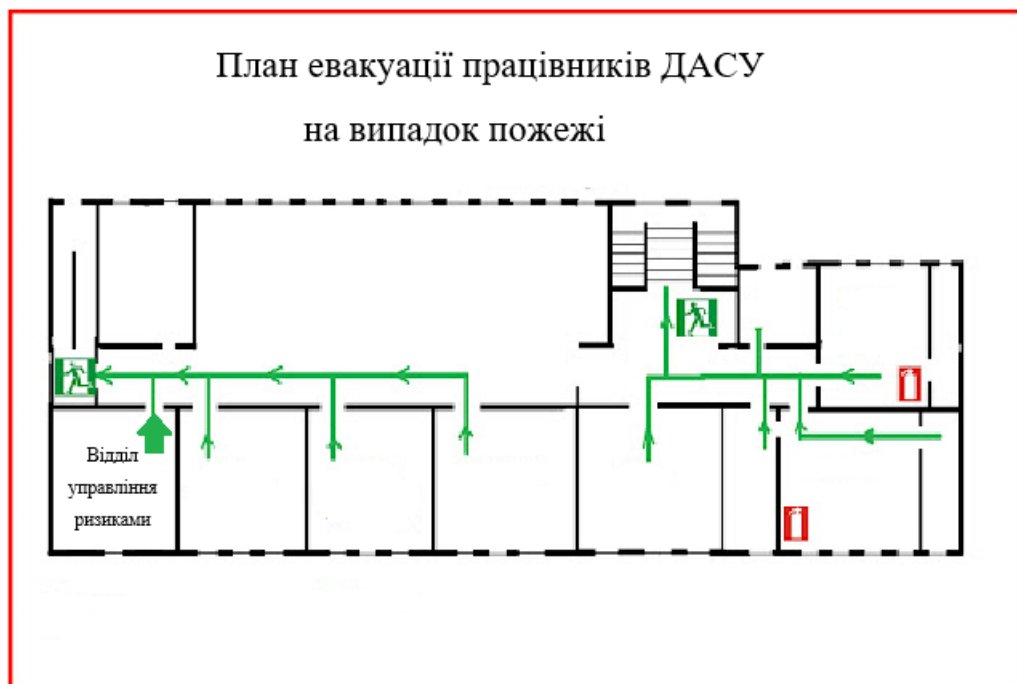 План евакуації працівників ДАСУ
на випадок пожежі
Відділ
управління
ризиками